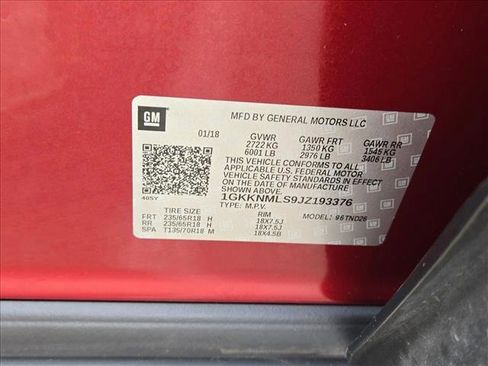 GM
MFD BY GENERAL MOTORS LLC
01/18 GVWR GAWR FRT GAWR RR
2722 KG 1350 KG 1545 KG
6001 LB 2976 LB 3406 LB
THIS VEHICLE CONFORMS TO ALL
APPLICABLE U.S. FEDERAL MOTOR
VEHICLE SAFETY STANDARDS IN EFFECT
ON THE DATE OF MANUFACTURE SHOWN ABOVE.
1GKKNMLS9JZ193376
TYPE: M.P.V. MODEL: 96TND26
TIRE SIZE RIM
FRT 235/65R18 H 18X7.5J
RR 235/65R18 H 18X7.5J
SPA T135/70R18 M 18X4.5B